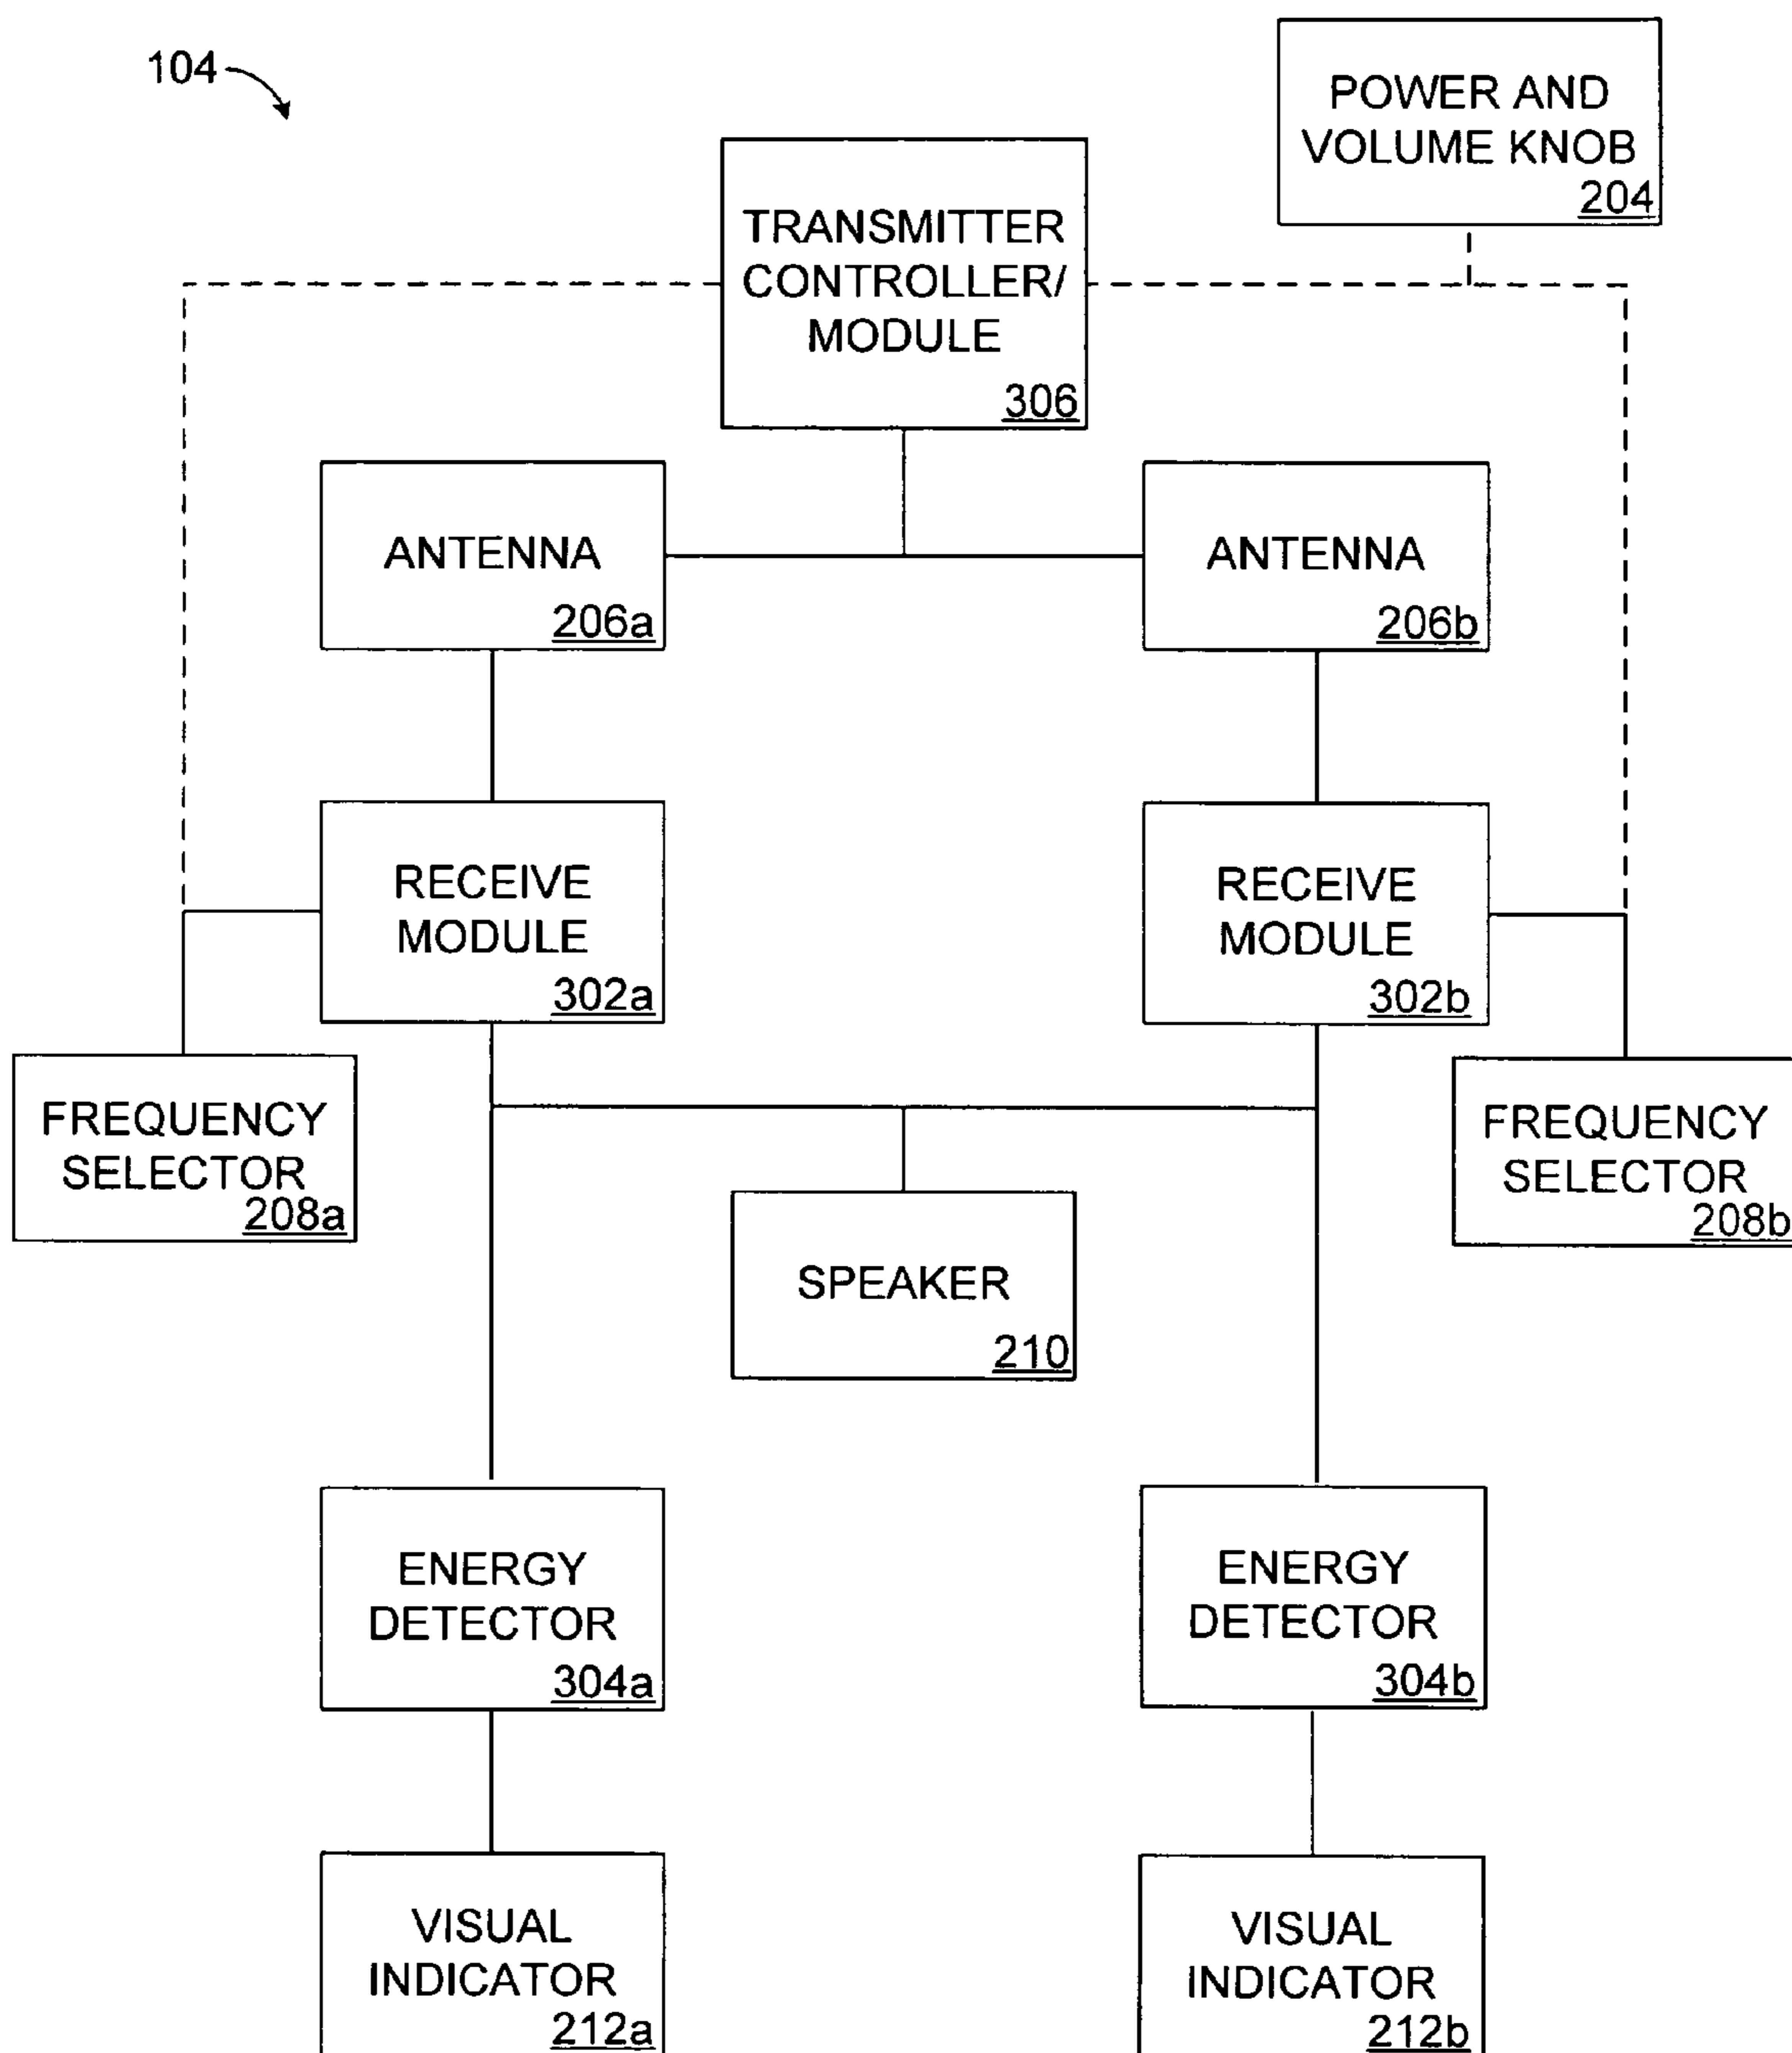 104
POWER AND
VOLUME KNOB
204
TRANSMITTER
CONTROLLER/
MODULE
306
ANTENNA
206a
ANTENNA
206b
RECEIVE
MODULE
302a
RECEIVE
MODULE
302b
FREQUENCY
SELECTOR
208a
FREQUENCY
SELECTOR
208b
SPEAKER
210
ENERGY
DETECTOR
304a
ENERGY
DETECTOR
304b
VISUAL
INDICATOR
212a
VISUAL
INDICATOR
212b